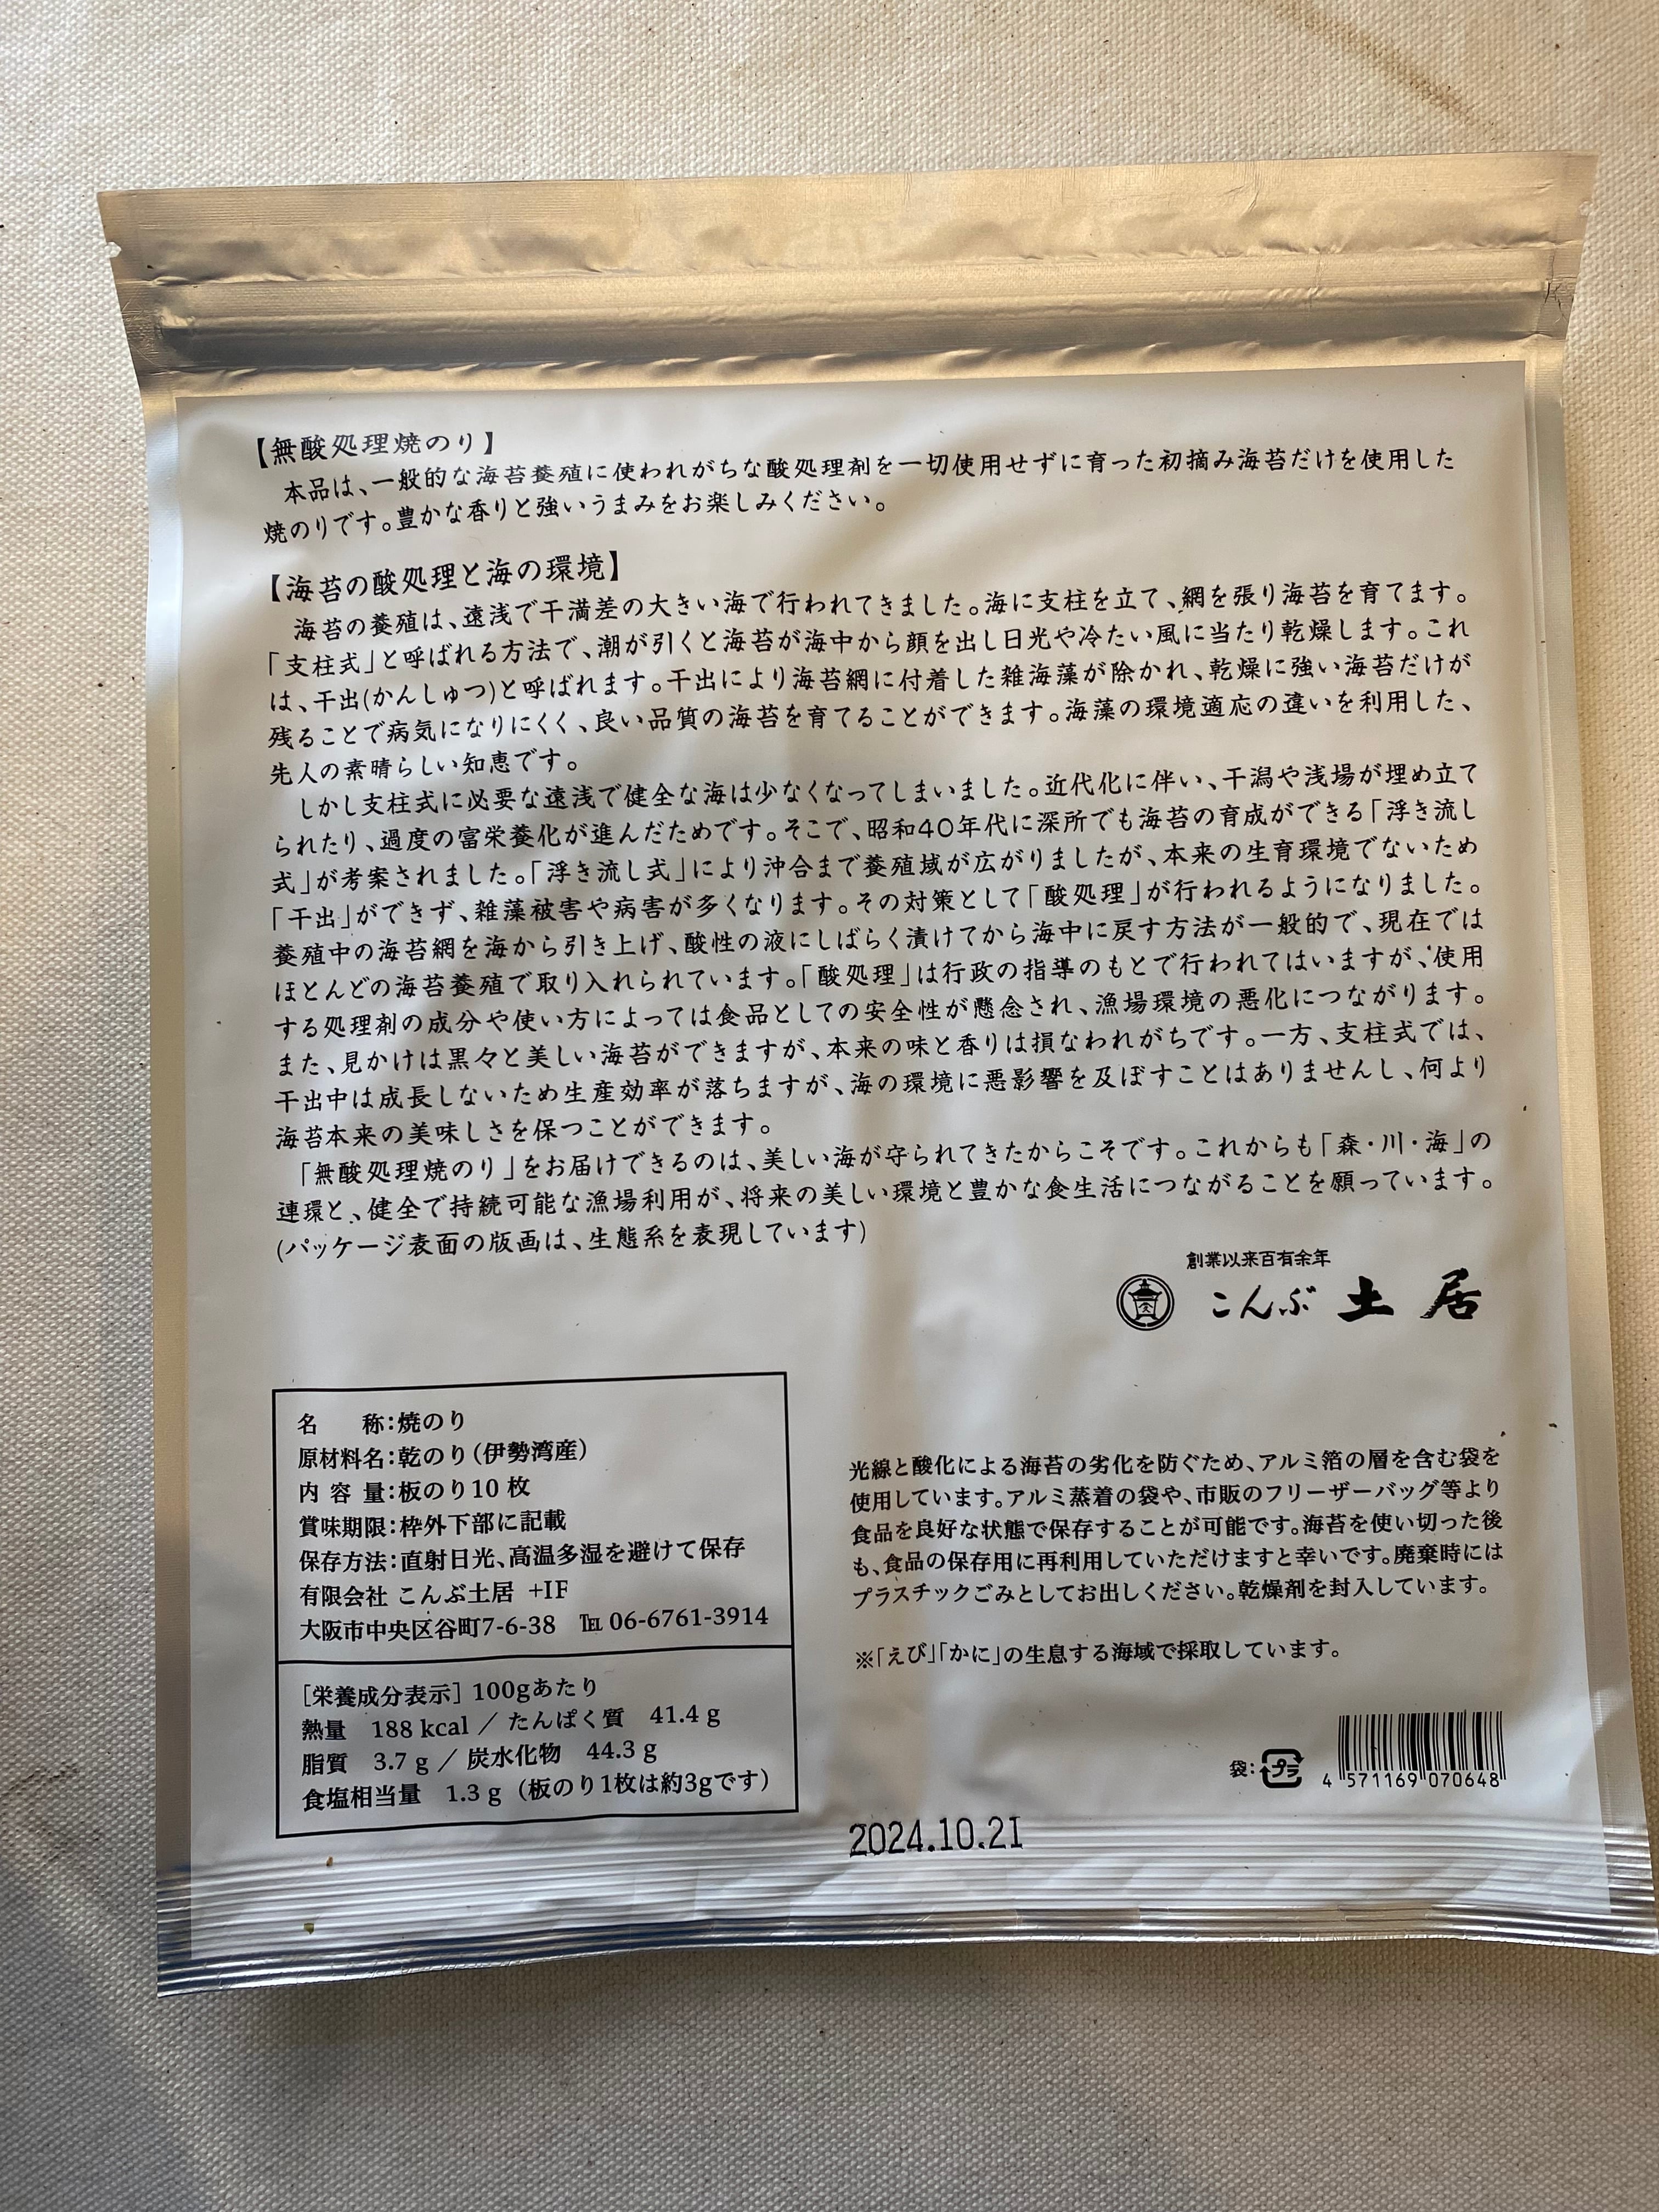 【無酸処理焼のり】
本品は、一般的な海苔養殖に使われがちな酸処理剤を一切使用せずに育った初摘み海苔だけを使用した
焼のりです。豊かな香りと強いうまみをお楽しみください。
【海苔の酸処理と海の環境】
海苔の養殖は、遠浅で干満差の大きい海で行われてきました。海に支柱を立て、網を張り海苔を育てます。
「支柱式」と呼ばれる方法で、潮が引くと海苔が海中から顔を出し日光や冷たい風に当たり乾燥します。これ
は、干出(かんしゅつ)と呼ばれます。干出により海苔網に付着した雑海藻が除かれ、乾燥に強い海苔だけが
残ることで病気になりにくく、良い品質の海苔を育てることができます。海藻の環境適応の違いを利用した、
先人の素晴らしい知恵です。
しかし支柱式に必要な遠浅で健全な海は少なくなってしまいました。近代化に伴い、干潟や浅場が埋め立て
られたり、過度の富栄養化が進んだためです。そこで、昭和40年代に深所でも海苔の育成ができる「浮き流し
式」が考案されました。「浮き流し式」により沖合まで養殖域が広がりましたが、本来の生育環境でないため
「干出」ができず、雑藻被害や病害が多くなります。その対策として「酸処理」が行われるようになりました。
養殖中の海苔網を海から引き上げ、酸性の液にしばらく漬けてから海中に戻す方法が一般的で、現在では
ほとんどの海苔養殖で取り入れられています。「酸処理」は行政の指導のもとで行われてはいますが、使用
する処理剤の成分や使い方によっては食品としての安全性が懸念され、漁場環境の悪化につながります。
また、見かけは黒々と美しい海苔ができますが、本来の味と香りは損なわれがちです。一方、支柱式では、
干出中は成長しないため生産効率が落ちますが、海の環境に悪影響を及ぼすことはありませんし、何より
海苔本来の美味しさを保つことができます。
「無酸処理焼のり」をお届けできるのは、美しい海が守られてきたからこそです。これからも「森・川・海」の
連環と、健全で持続可能な漁場利用が、将来の美しい環境と豊かな食生活につながることを願っています。
(パッケージ表面の版画は、生態系を表現しています)
創業以来百有余年
こんぶ 土居
名　　称：焼のり
原材料名：乾のり（伊勢湾産）
内 容 量：板のり10 枚
賞味期限：枠外下部に記載
保存方法：直射日光、高温多湿を避けて保存
有限会社 こんぶ土居 +IF
大阪市中央区谷町7-6-38　℡ 06-6761-3914
［栄養成分表示］100gあたり
熱量　188 kcal ／ たんぱく質　41.4 g
脂質　3.7 g ／ 炭水化物　44.3 g
食塩相当量　1.3 g（板のり1枚は約3gです）
光線と酸化による海苔の劣化を防ぐため、アルミ箔の層を含む袋を
使用しています。アルミ蒸着の袋や、市販のフリーザーバッグ等より
食品を良好な状態で保存することが可能です。海苔を使い切った後
も、食品の保存用に再利用していただけますと幸いです。廃棄時には
プラスチックごみとしてお出しください。乾燥剤を封入しています。
※「えび」「かに」の生息する海域で採取しています。
袋：プラ
4 571169 070648
2024.10.21